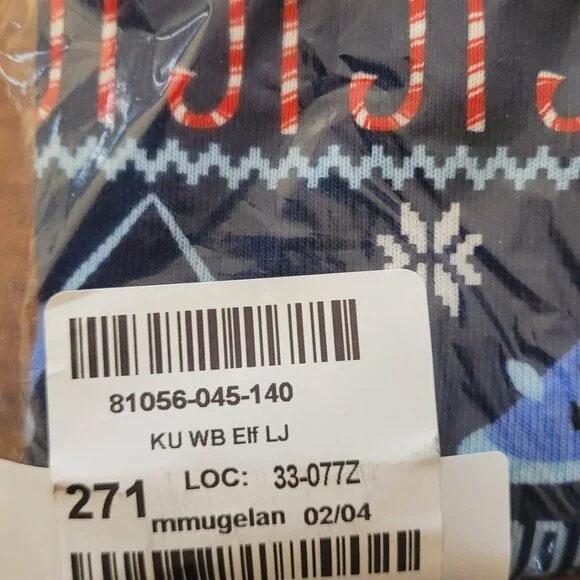 81056-045-140
KU WB Elf LJ
LOC: 33-077Z
271
mmugelan 02/04